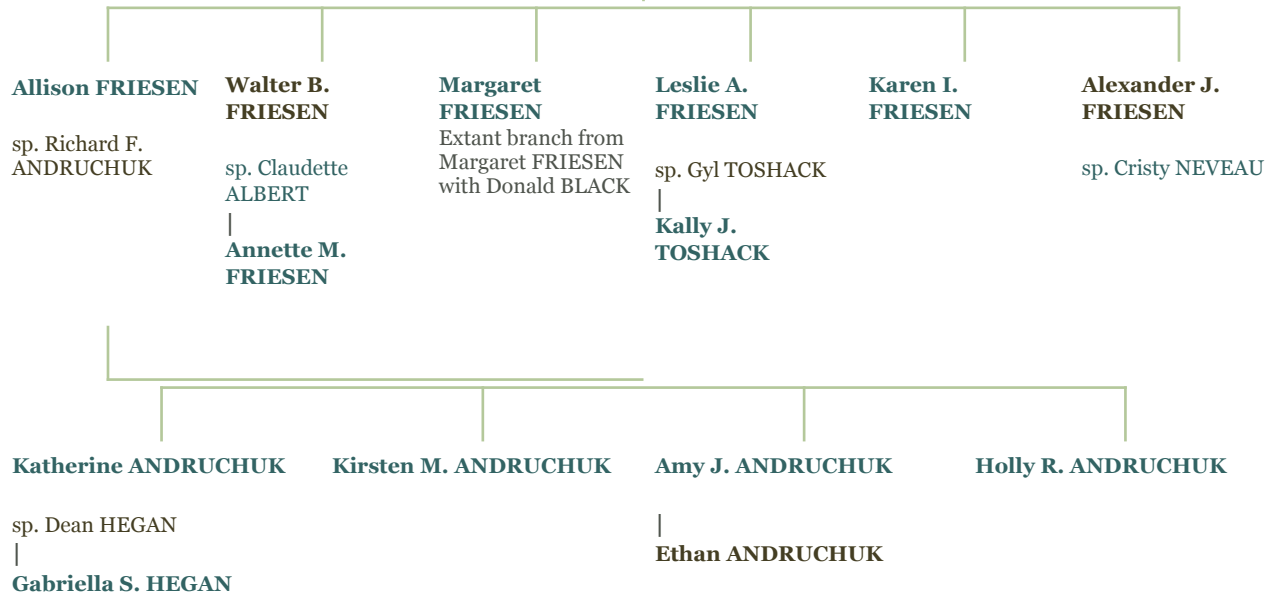 Allison FRIESEN
sp. Richard F.
ANDRUCHUK
Walter B.
FRIESEN
sp. Claudette
ALBERT
|
Annette M.
FRIESEN
Margaret
FRIESEN
Extant branch from
Margaret FRIESEN
with Donald BLACK
Leslie A.
FRIESEN
sp. Gyl TOSHACK
|
Kally J.
TOSHACK
Karen I.
FRIESEN
Alexander J.
FRIESEN
sp. Cristy NEVEAU
Katherine ANDRUCHUK
sp. Dean HEGAN
|
Gabriella S. HEGAN
Kirsten M. ANDRUCHUK
Amy J. ANDRUCHUK
|
Ethan ANDRUCHUK
Holly R. ANDRUCHUK